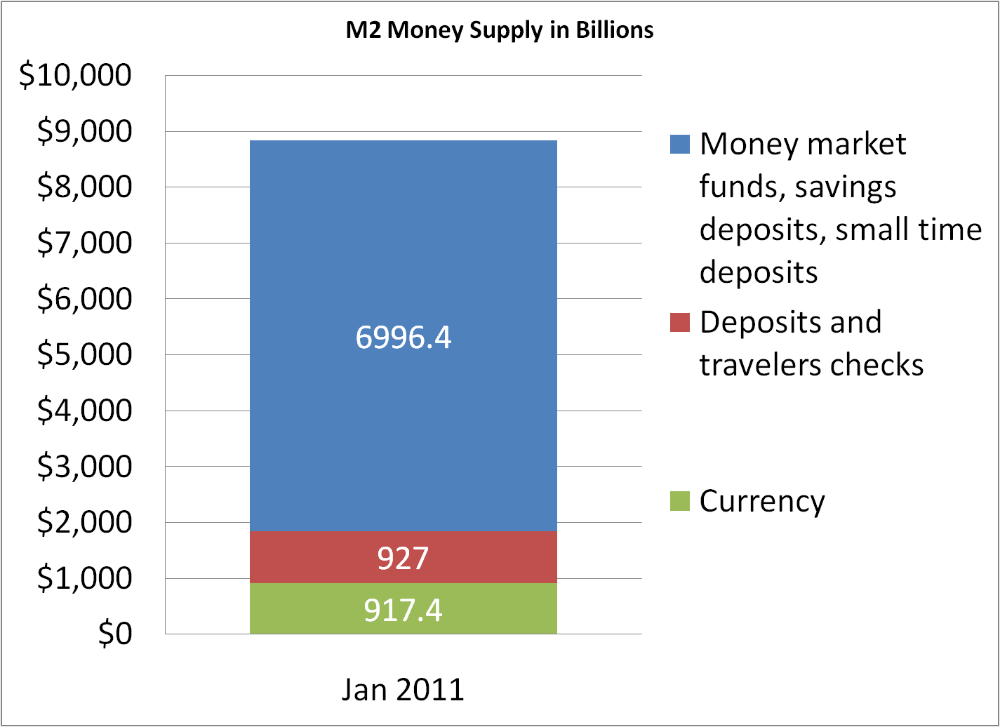 M2 Money Supply in Billions
$10,000
$9,000
$8,000
$7,000
$6,000
$5,000
$4,000
$3,000
$2,000
$1,000
$0
6996.4
927
917.4
Jan 2011
Money market
funds, savings
deposits, small time
deposits
Deposits and
travelers checks
Currency